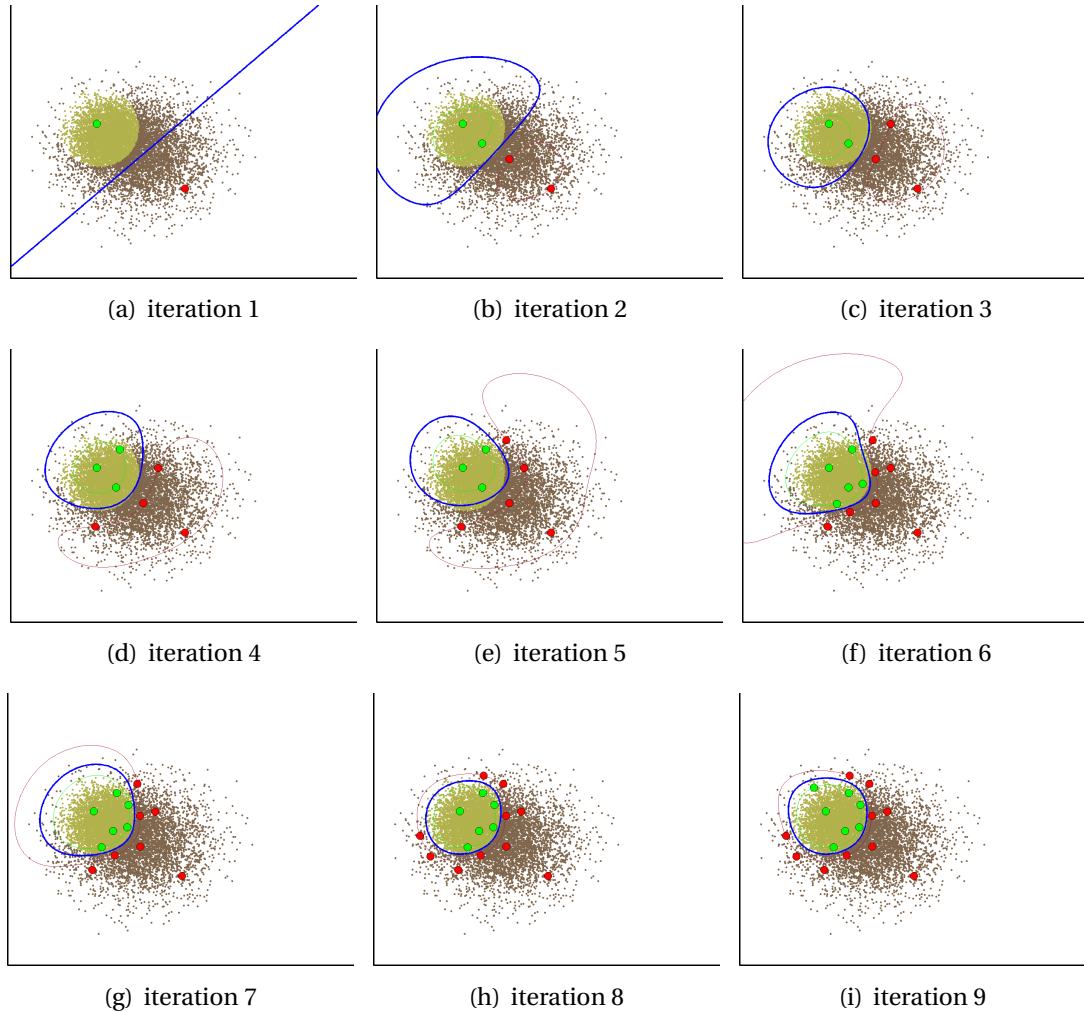 (a) iteration 1
(b) iteration 2
(c) iteration 3
(d) iteration 4
(e) iteration 5
(f) iteration 6
(g) iteration 7
(h) iteration 8
(i) iteration 9